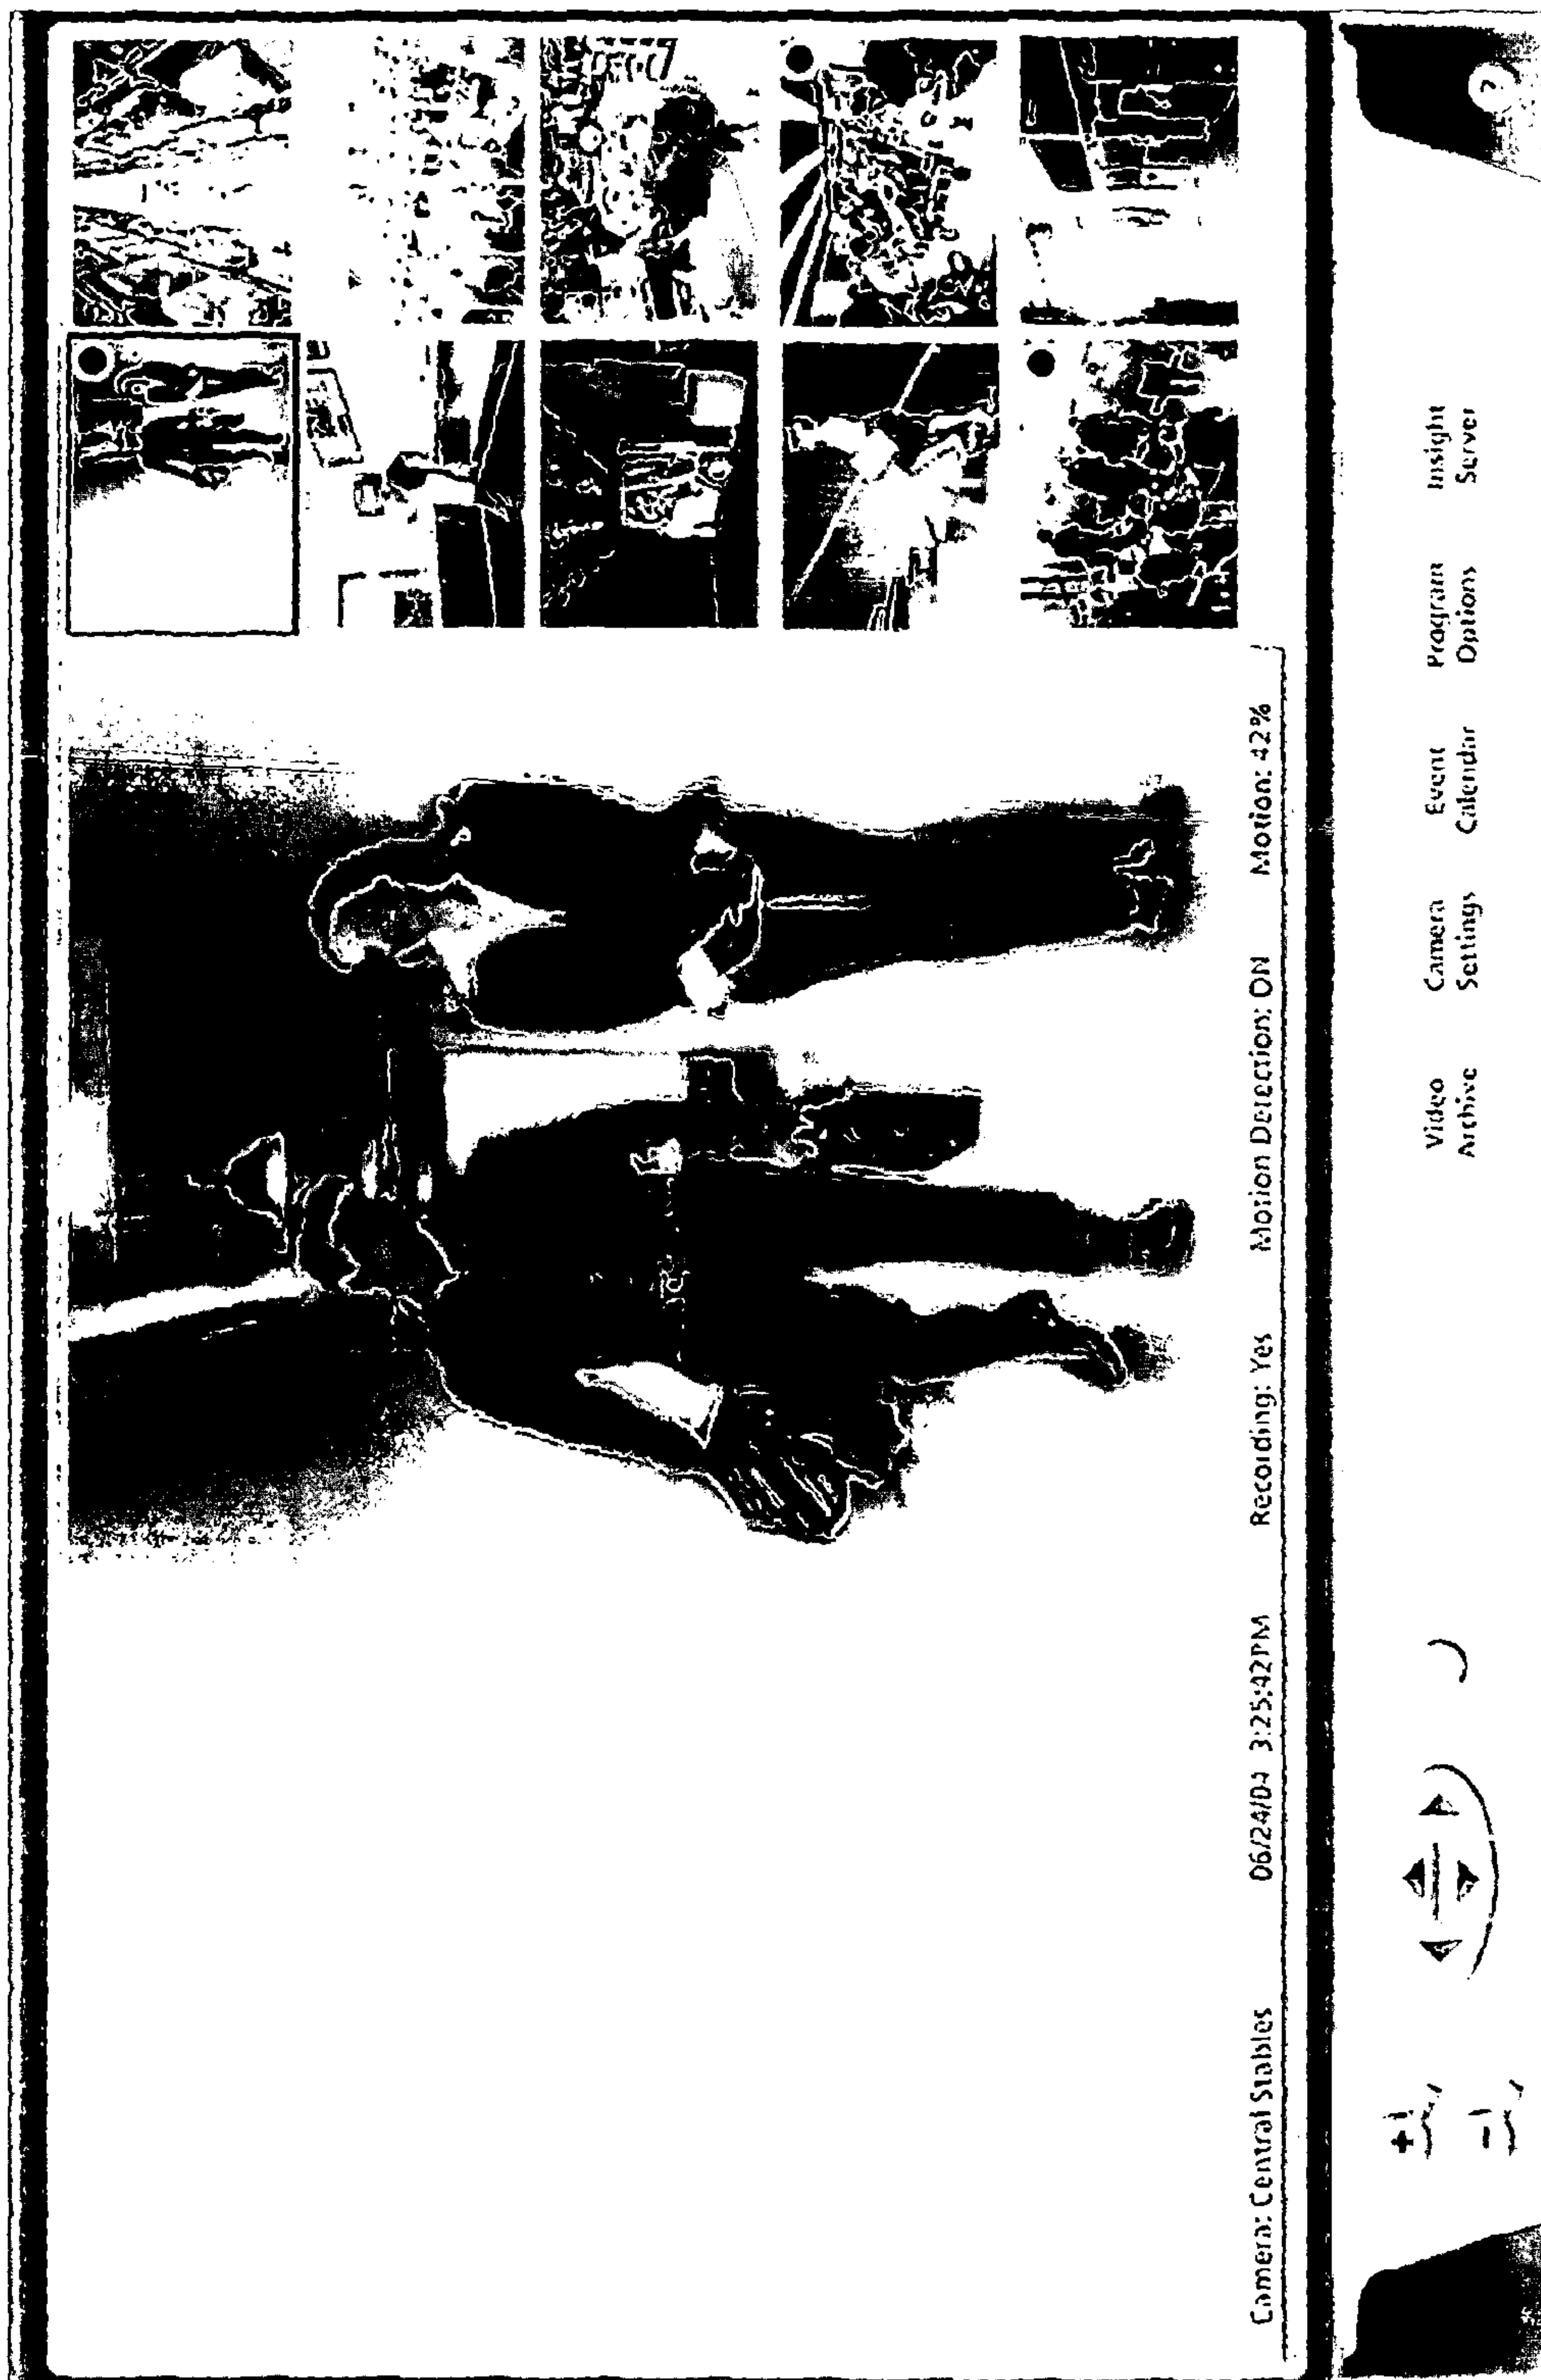 Camera: Central Stables 06/24/04 3:25:42PM Recording: Yes Motion Detection: ON Motion: 42%
Video Archive
Camera Settings
Event Calendar
Program Options
Insight Server
?